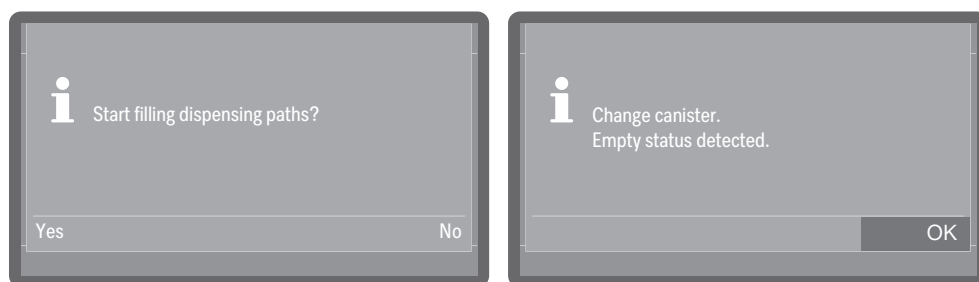 Start filling dispensing paths?
Yes
No
Change canister.
Empty status detected.
OK